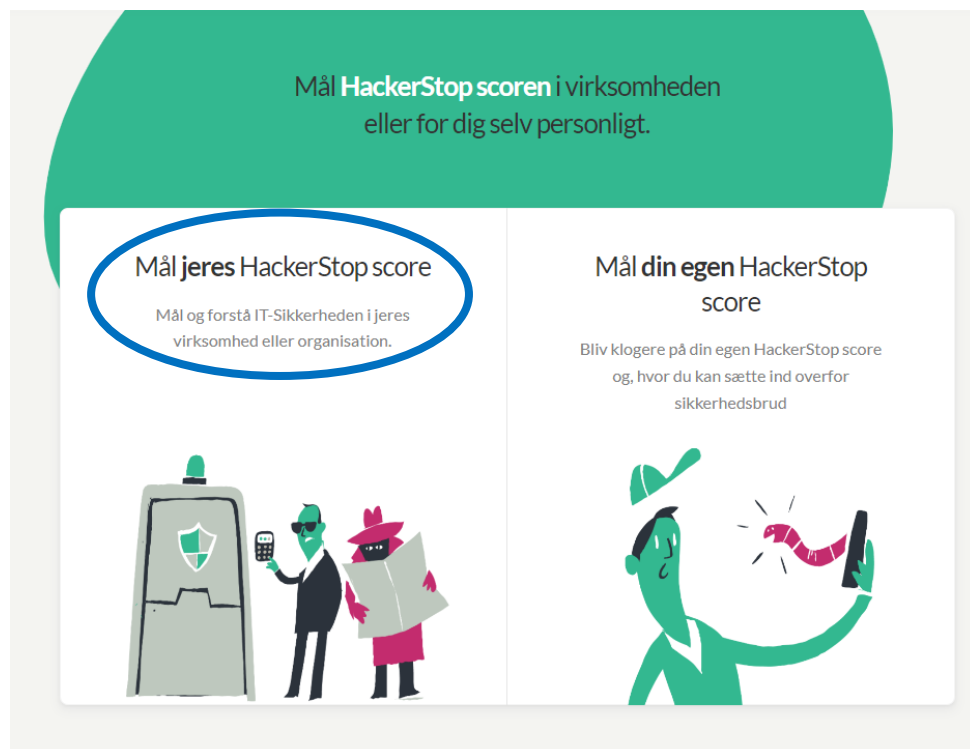 Mål HackerStop scoren i virksomheden
eller for dig selv personligt.
Mål jeres HackerStop score
Mål og forstå IT-Sikkerheden i jeres
virksomhed eller organisation.
Mål din egen HackerStop
score
Bliv klogere på din egen HackerStop score
og, hvor du kan sætte ind overfor
sikkerhedsbrud